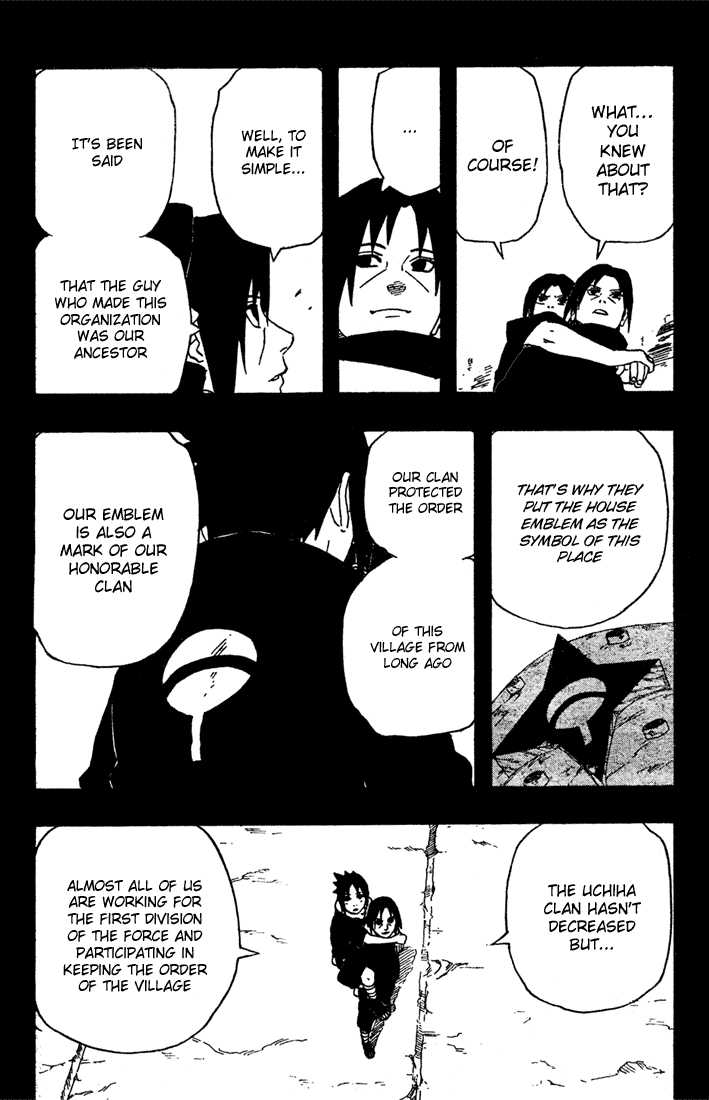 WHAT...
YOU
KNEW
ABOUT
THAT?
OF
COURSE!
...
WELL, TO
MAKE IT
SIMPLE...
IT'S BEEN
SAID
THAT THE GUY
WHO MADE THIS
ORGANIZATION
WAS OUR
ANCESTOR
THAT'S WHY THEY
PUT THE HOUSE
EMBLEM AS THE
SYMBOL OF THIS
PLACE
OUR CLAN
PROTECTED
THE ORDER
OF THIS
VILLAGE FROM
LONG AGO
OUR EMBLEM
IS ALSO A
MARK OF OUR
HONORABLE
CLAN
THE UCHIHA
CLAN HASN'T
DECREASED
BUT...
ALMOST ALL OF US
ARE WORKING FOR
THE FIRST DIVISION
OF THE FORCE AND
PARTICIPATING IN
KEEPING THE ORDER
OF THE VILLAGE